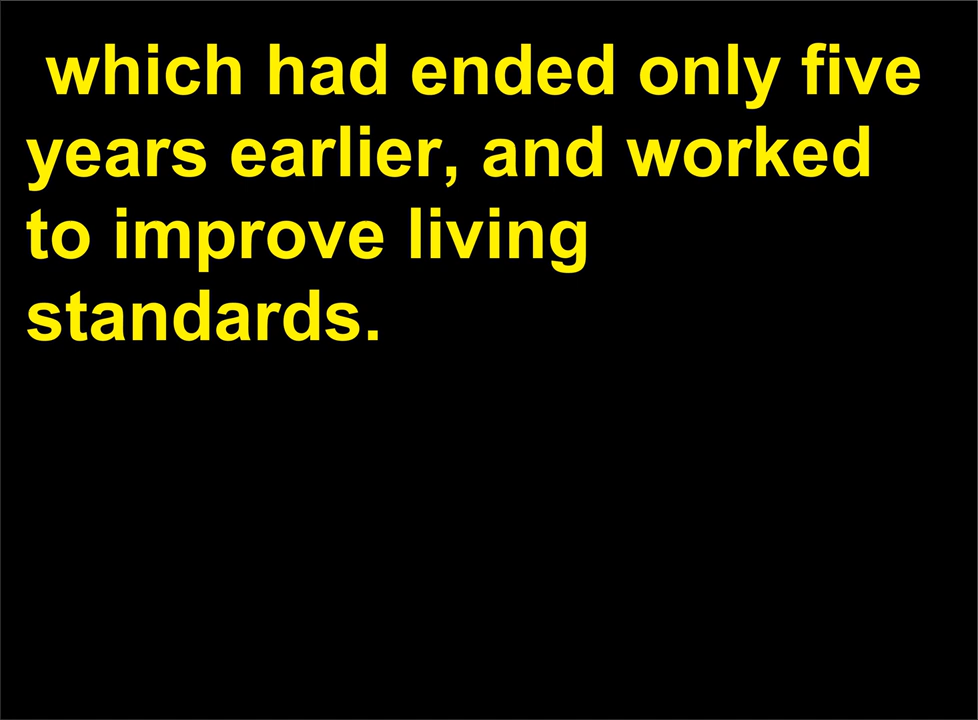 which had ended only five
years earlier, and worked
to improve living
standards.